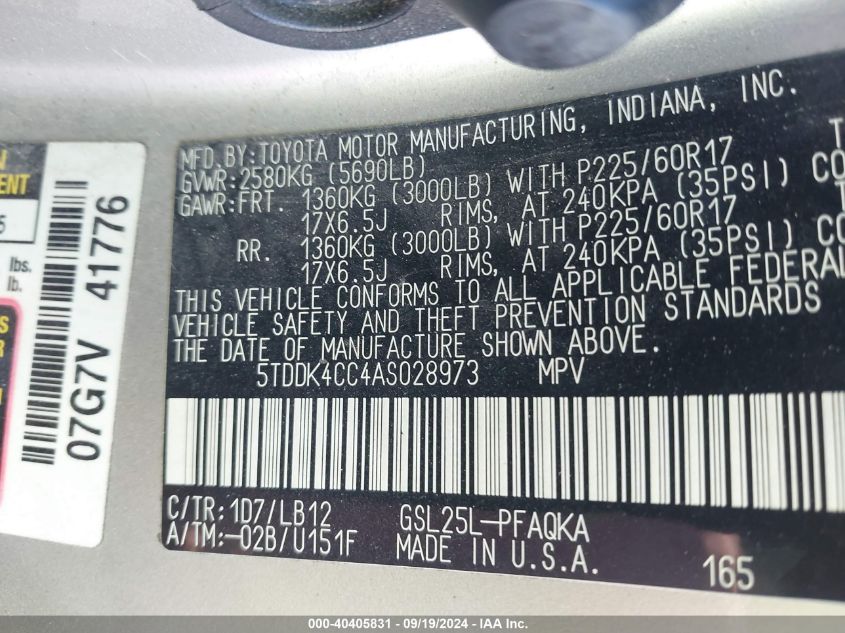 MFD.BY:TOYOTA MOTOR MANUFACTURING, INDIANA, INC.
GVWR:2580KG (5690LB)
GAWR:FRT. 1360KG (3000LB) WITH P225/60R17
17X6.5J RIMS, AT 240KPA (35PSI) CO
RR. 1360KG (3000LB) WITH P225/60R17
17X6.5J RIMS, AT 240KPA (35PSI) CO
THIS VEHICLE CONFORMS TO ALL APPLICABLE FEDERAL
VEHICLE SAFETY AND THEFT PREVENTION STANDARDS
THE DATE OF MANUFACTURE SHOWN ABOVE.
5TDDK4CC4AS028973 MPV
C/TR:1D7/LB12 GSL25L-PFAQKA
A/TM:-02B/U151F MADE IN U.S.A.
165
lbs.
lb.
07G7V 41776
000-40405831 - 09/19/2024 - IAA Inc.